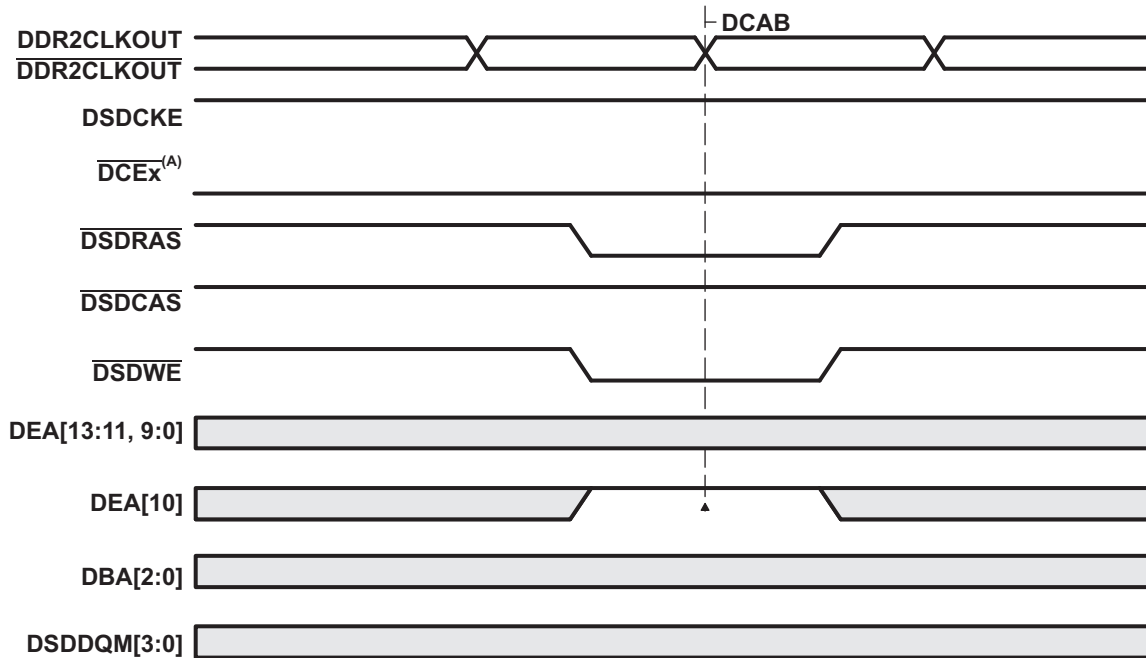 DCAB
DDR2CLKOUT
DDR2CLKOUT
DSDCKE
DCEx(A)
DSDRAS
DSDCAS
DSDWE
DEA[13:11, 9:0]
DEA[10]
DBA[2:0]
DSDDQM[3:0]